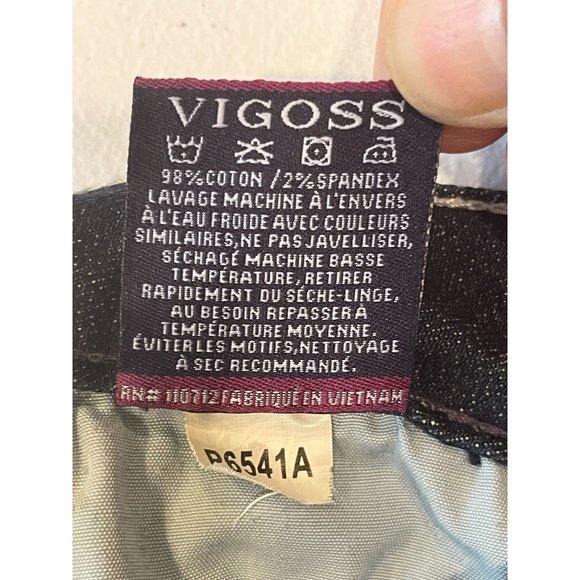 VIGOSS
98%COTON /2%SPANDEX
LAVAGE MACHINE À L'ENVERS
À L'EAU FROIDE AVEC COULEURS
SIMILAIRES,NE PAS JAVELLISER,
SÉCHAGE MACHINE BASSE
TEMPÉRATURE, RETIRER
RAPIDEMENT DU SÉCHE-LINGE,
AU BESOIN REPASSER À
TEMPÉRATURE MOYENNE.
ÉVITER LES MOTIFS,NETTOYAGE
À SEC RECOMMANDÉ.
RN# 110712 FABRIQUÉ EN VIETNAM
P6541A